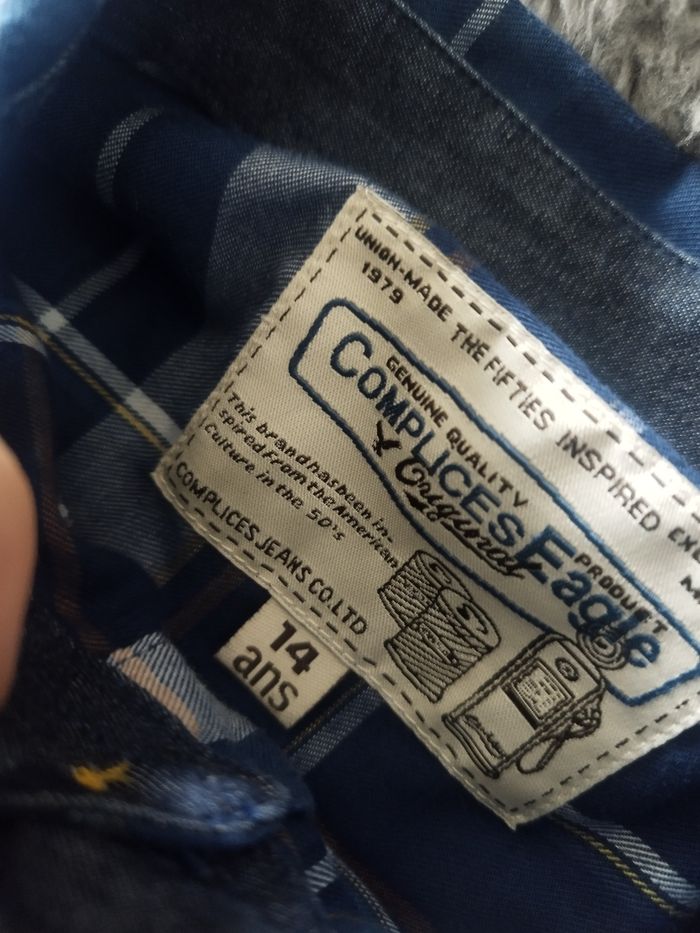 UNION-MADE THE FIFTIES INSPIRED
1979
GENUINE QUALITY
COMPLICES Eagle
Original
PRODUCT
This brand has been in-
spired From the American
Culture in the 50's
COMPLICES JEANS CO.LTD
14
ans